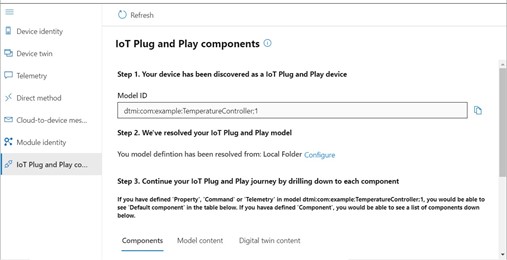 Refresh
Device identity
Device twin
Telemetry
Direct method
Cloud-to-device mes...
Module identity
IoT Plug and Play co...
IoT Plug and Play components
Step 1. Your device has been discovered as a IoT Plug and Play device
Model ID
dtmi:com:example:TemperatureController;1
Step 2. We've resolved your IoT Plug and Play model
You model defintion has been resolved from: Local Folder Configure
Step 3. Continue your IoT Plug and Play journey by drilling down to each component
If you have defined 'Property', 'Command' or 'Telemetry' in model dtmi:com:example:TemperatureController;1, you would be able to
see 'Default component' in the table below. If you havea defined 'Component', you would be able to see a list of components down
below.
Components Model content Digital twin content